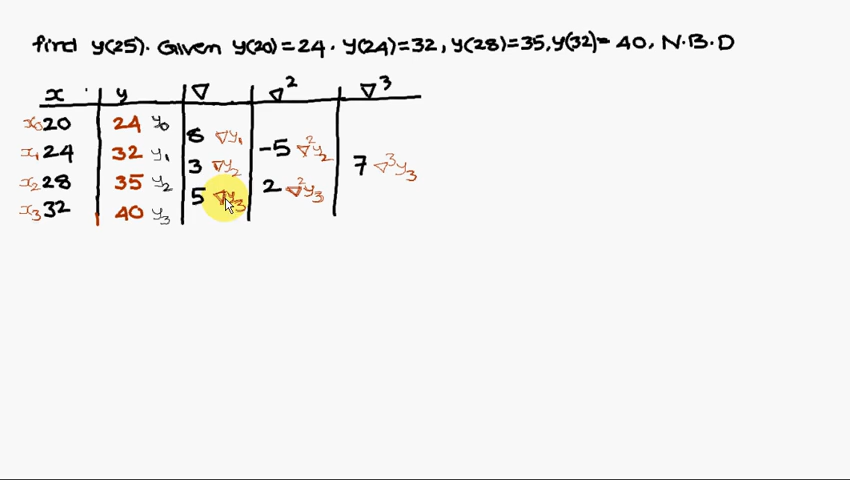 find y(25). Given y(20) = 24. y(24) = 32, y(28) = 35, y(32) = 40. N.B.D
x y ∇ ∇² ∇³
x₀ 20 24 y₀
8 ∇y₁
x₁ 24 32 y₁ -5 ∇²y₂
3 ∇y₂ 7 ∇³y₃
x₂ 28 35 y₂ 2 ∇²y₃
5 ∇y₃
x₃ 32 40 y₃